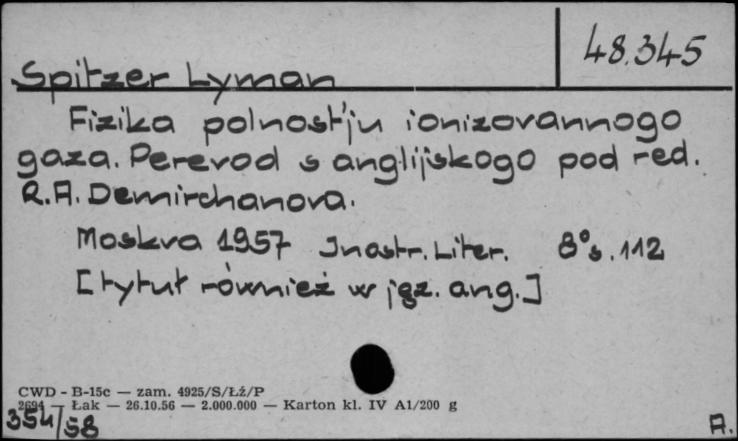 48.345
Spitzer Lyman
Fizika polnost'ju ionizovannogo
gaza. Perevod s anglijskogo pod red.
R.A. Demirchanova.
Moskva 1957 Inostr. Liter. 8° s. 112
[tytuł również w jęz. ang.]
CWD - B-15c — zam. 4925/S/Łź/P
2694 — Łak — 26.10.56 — 2.000.000 — Karton kl. IV A1/200 g
354/58
A.